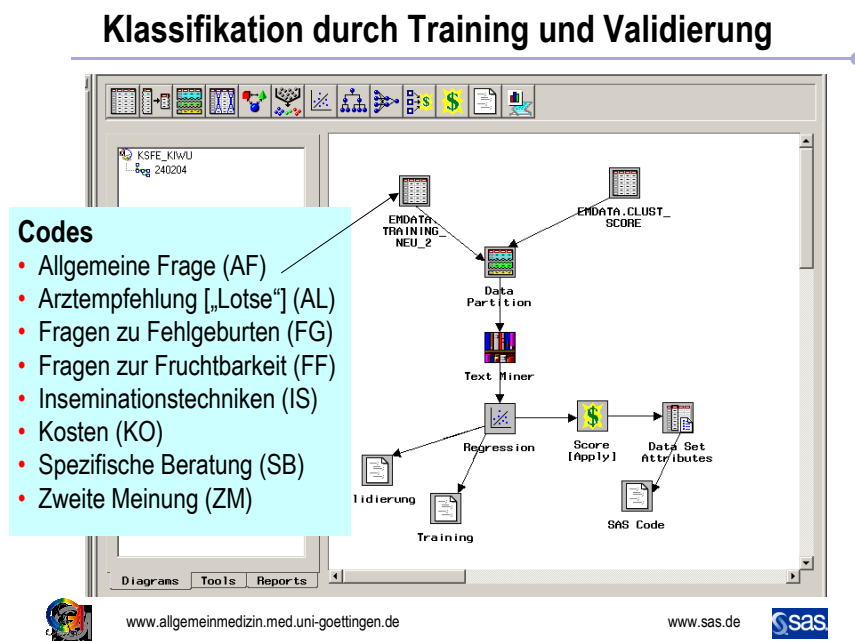 Klassifikation durch Training und Validierung
KSFE_KIWU
240204
Codes
• Allgemeine Frage (AF)
• Arztempfehlung [„Lotse“] (AL)
• Fragen zu Fehlgeburten (FG)
• Fragen zur Fruchtbarkeit (FF)
• Inseminationstechniken (IS)
• Kosten (KO)
• Spezifische Beratung (SB)
• Zweite Meinung (ZM)
EMDATA.
TRAINING_
NEU_2
EMDATA.CLUST_
SCORE
Data
Partition
Text Miner
Regression
Score
[Apply]
Data Set
Attributes
lidierung
Training
SAS Code
Diagrams Tools Reports
www.allgemeinmedizin.med.uni-goettingen.de
www.sas.de
sas.